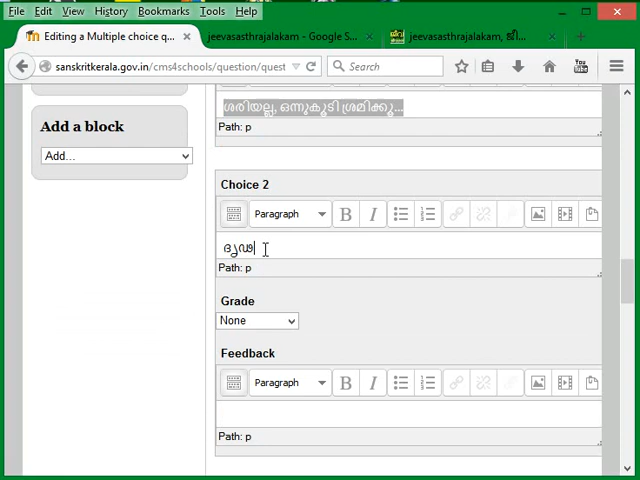 File Edit View History Bookmarks Tools Help
Editing a Multiple choice q...
jeevasasthrajalakam - Google S...
jeevasasthrajalakam, ജീ...
sanskritkerala.gov.in/cms4schools/question/quest
Search
Add a block
Add...
ശരിയല്ല, ഒന്നുകൂടി ശ്രമിക്കൂ...
Path: p
Choice 2
Paragraph
B I
ദൃഢ
Path: p
Grade
None
Feedback
Paragraph
B I
Path: p